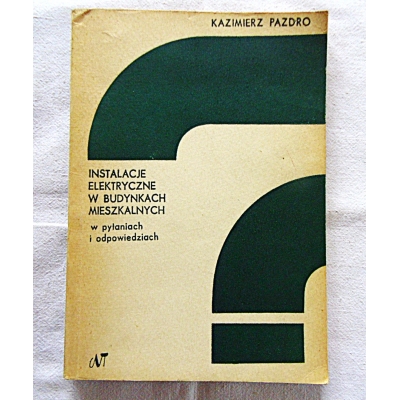 KAZIMIERZ PAZDRO
INSTALACJE
ELEKTRYCZNE
W BUDYNKACH
MIESZKALNYCH
w pytaniach
i odpowiedziach
WNT